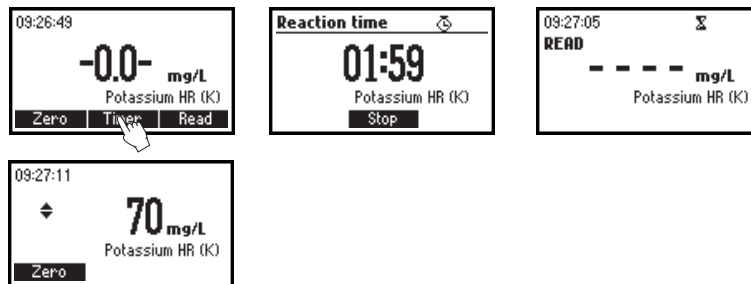 09:26:49
-0.0- mg/L
Potassium HR (K)
Zero Timer Read
Reaction time
01:59
Potassium HR (K)
Stop
09:27:05
READ
---- mg/L
Potassium HR (K)
09:27:11
70 mg/L
Potassium HR (K)
Zero